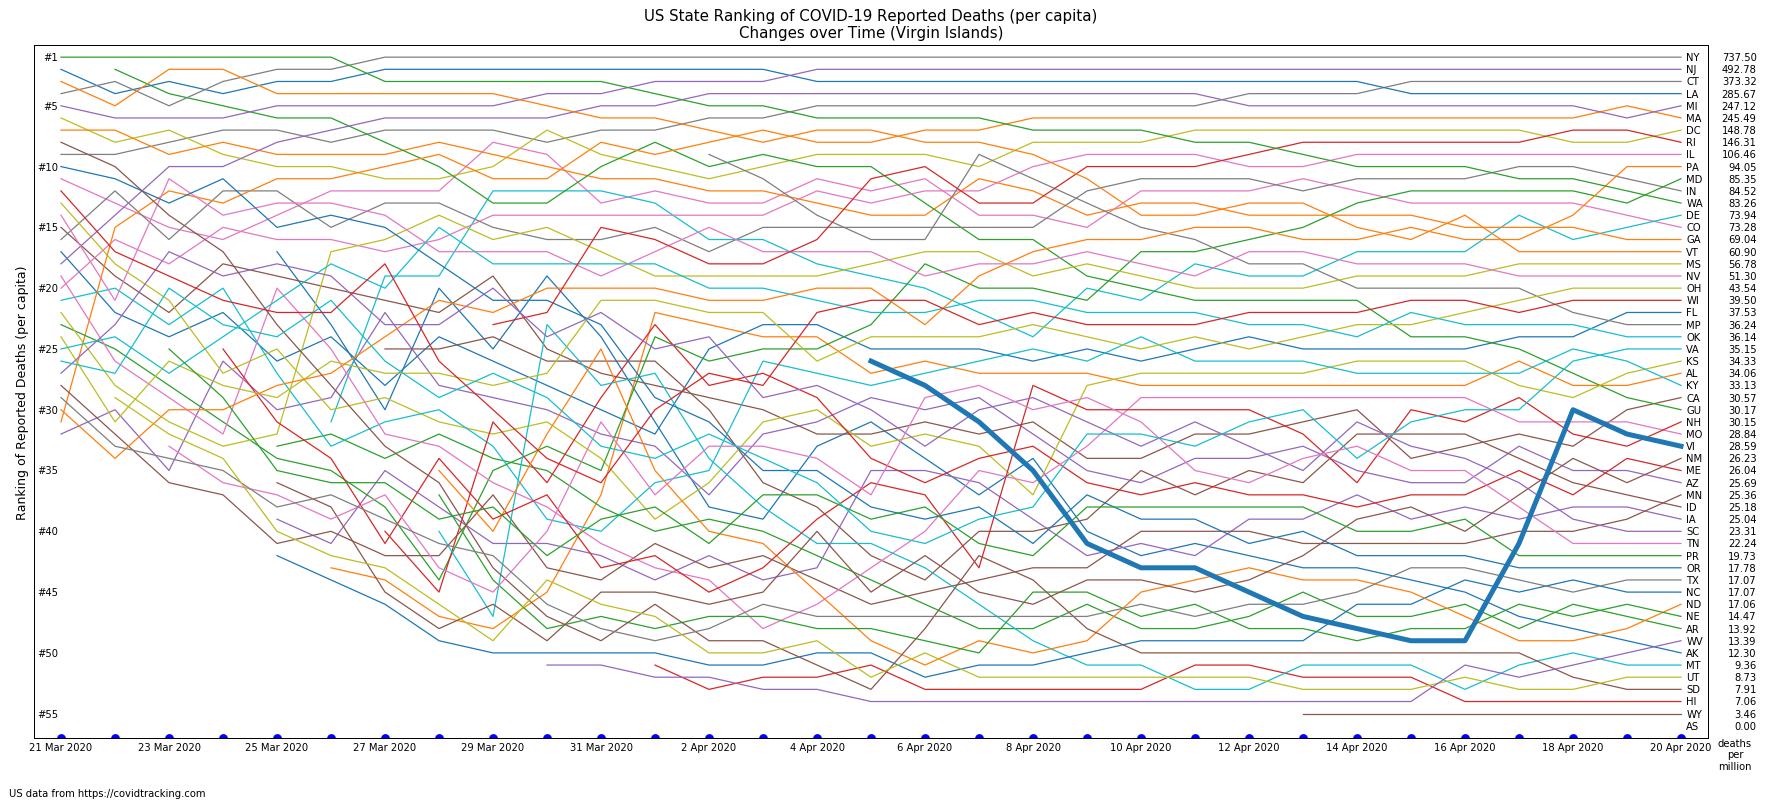 US State Ranking of COVID-19 Reported Deaths (per capita)
Changes over Time (Virgin Islands)
Ranking of Reported Deaths (per capita)
#1
#5
#10
#15
#20
#25
#30
#35
#40
#45
#50
#55
NY 737.50
NJ 492.78
CT 373.32
LA 285.67
MI 247.12
MA 245.49
DC 148.78
RI 146.31
IL 106.46
PA 94.05
MD 85.35
IN 84.52
WA 83.26
DE 73.94
CO 73.28
GA 69.04
VT 60.90
MS 56.78
NV 51.30
OH 43.54
WI 39.50
FL 37.53
MP 36.24
OK 36.14
VA 35.15
KS 34.33
AL 34.06
KY 33.13
CA 30.57
GU 30.17
NH 30.15
MO 28.84
VI 28.59
NM 26.23
ME 26.04
AZ 25.69
MN 25.36
ID 25.18
IA 25.04
SC 23.31
TN 22.24
PR 19.73
OR 17.78
TX 17.07
NC 17.07
ND 17.06
NE 14.47
AR 13.92
WV 13.39
AK 12.30
MT 9.36
UT 8.73
SD 7.91
HI 7.06
WY 3.46
AS 0.00
21 Mar 2020 23 Mar 2020 25 Mar 2020 27 Mar 2020 29 Mar 2020 31 Mar 2020 2 Apr 2020 4 Apr 2020 6 Apr 2020 8 Apr 2020 10 Apr 2020 12 Apr 2020 14 Apr 2020 16 Apr 2020 18 Apr 2020 20 Apr 2020
deaths
per
million
US data from https://covidtracking.com